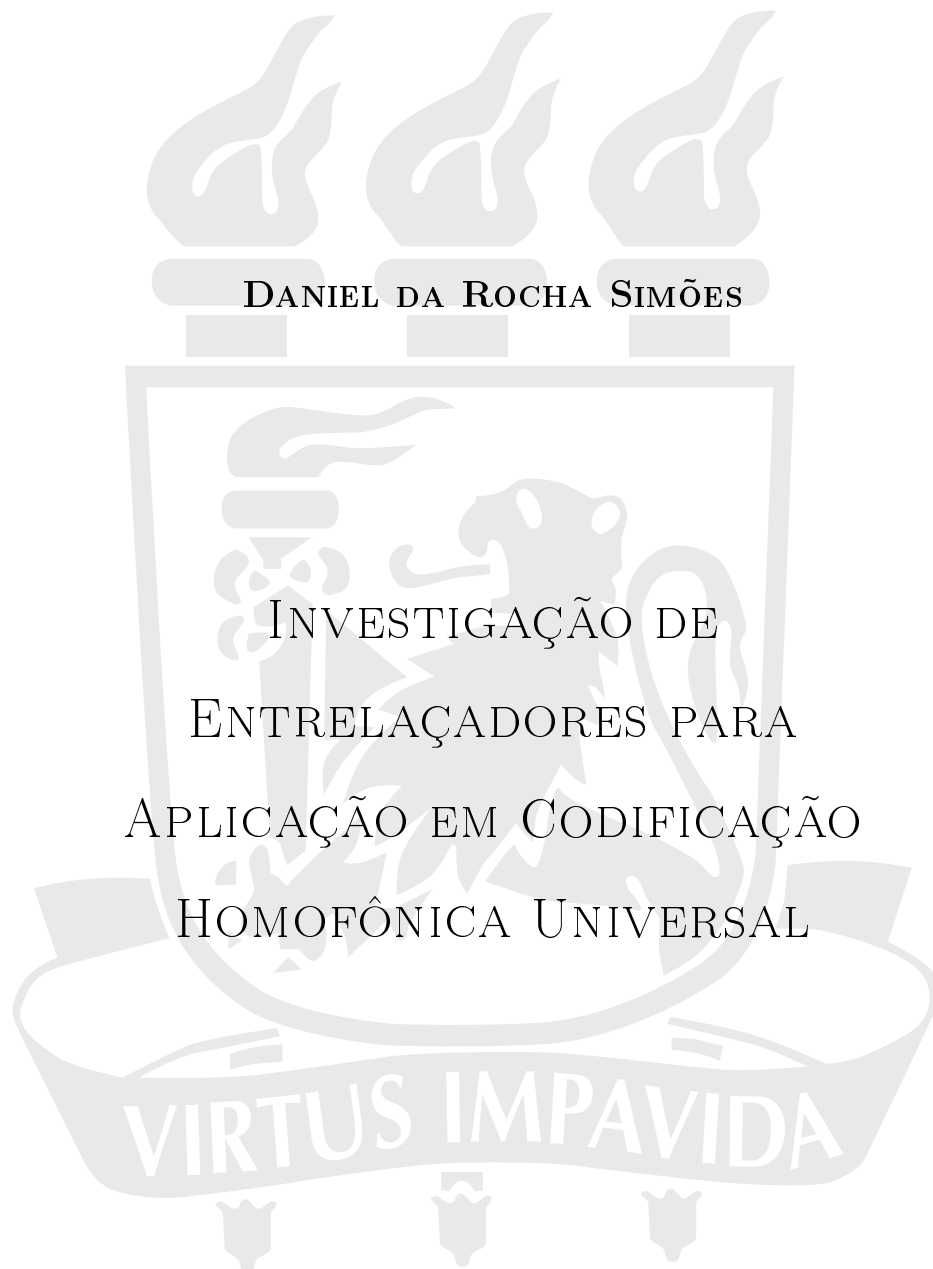 Daniel da Rocha Simões
Investigação de
Entrelaçadores para
Aplicação em Codificação
Homofônica Universal
VIRTUS IMPAVIDA